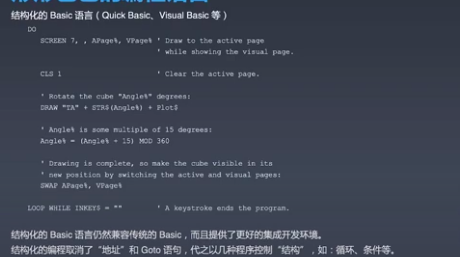 结构化的 Basic 语言（Quick Basic、Visual Basic 等）
DO
SCREEN 7, , APage%, VPage% ' Draw to the active page
' while showing the visual page.
CLS 1 ' Clear the active page.
' Rotate the cube "Angle%" degrees:
DRAW "TA" + STR$(Angle%) + Plot$
' Angle% is some multiple of 15 degrees:
Angle% = (Angle% + 15) MOD 360
' Drawing is complete, so make the cube visible in its
' new position by switching the active and visual pages:
SWAP APage%, VPage%
LOOP WHILE INKEY$ = "" ' A keystroke ends the program.
结构化的 Basic 语言仍然兼容传统的 Basic，而且提供了更好的集成开发环境。
结构化的编程取消了“地址”和 Goto 语句，代之以几种程序控制“结构”，如：循环、条件等。